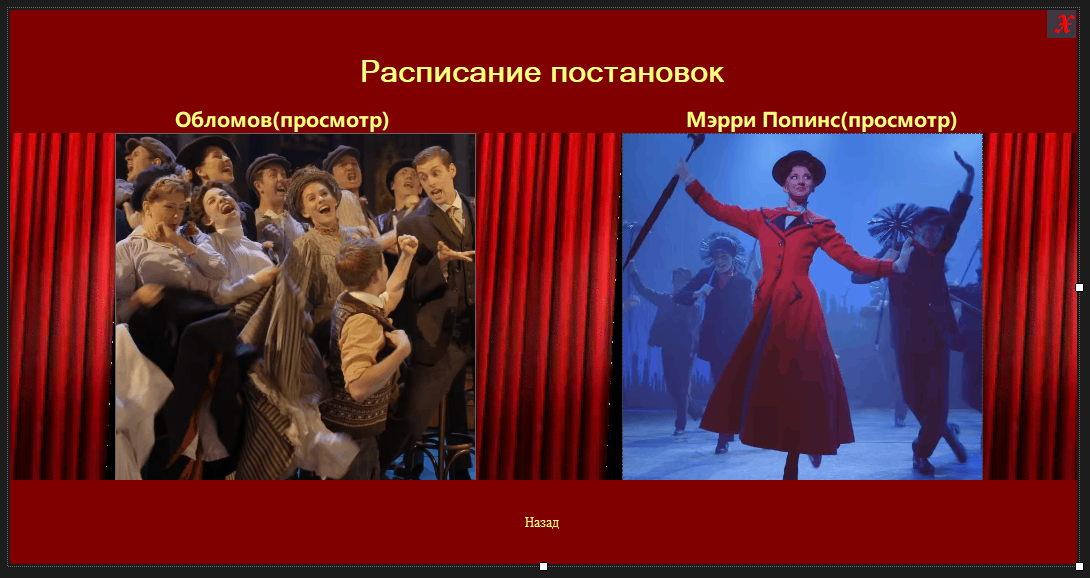 X
Расписание постановок
Обломов(просмотр)
Мэрри Попинс(просмотр)
Назад